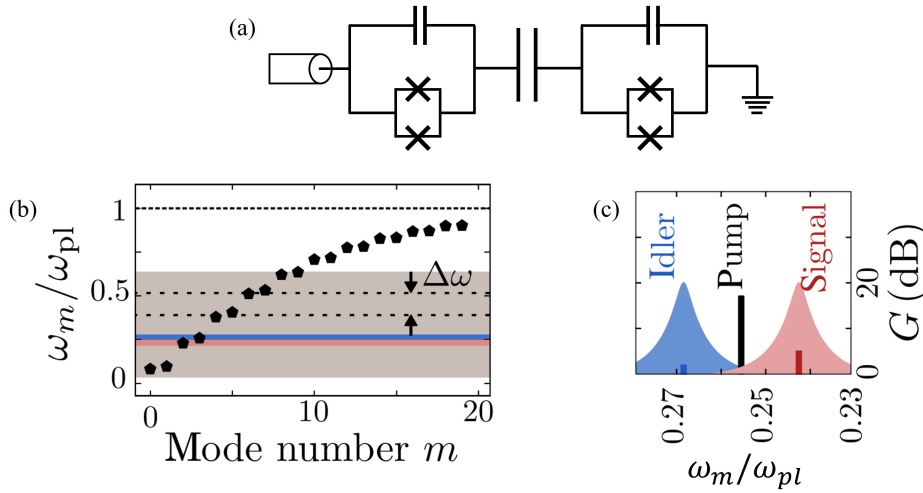 (a)
(b)
1
0.5
0
ω_m/ω_pl
Δω
0 10 20
Mode number m
(c)
Idler
Pump
Signal
G (dB)
20
0
0.27
0.25
0.23
ω_m/ω_pl